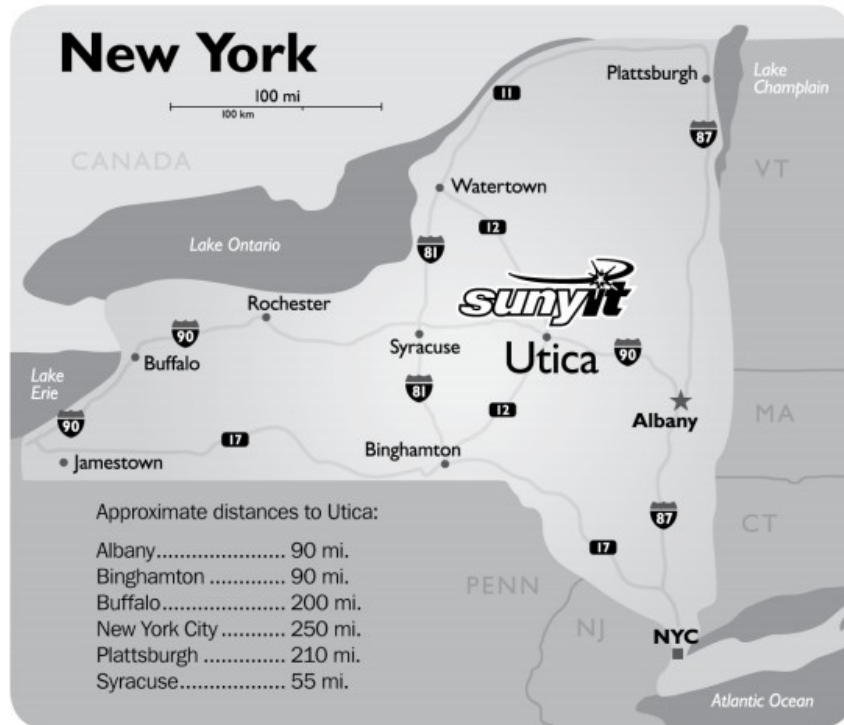 New York
100 mi
100 km
CANADA
Lake Ontario
Lake
Erie
Lake
Champlain
Plattsburgh
11
87
VT
Watertown
12
81
sunyit
Rochester
90
Buffalo
Syracuse
Utica
90
81
12
Albany
MA
90
17
Jamestown
Binghamton
87
CT
17
PENN
NJ
NYC
Atlantic Ocean
Approximate distances to Utica:
Albany...................... 90 mi.
Binghamton ............. 90 mi.
Buffalo..................... 200 mi.
New York City ........... 250 mi.
Plattsburgh .............. 210 mi.
Syracuse.................. 55 mi.